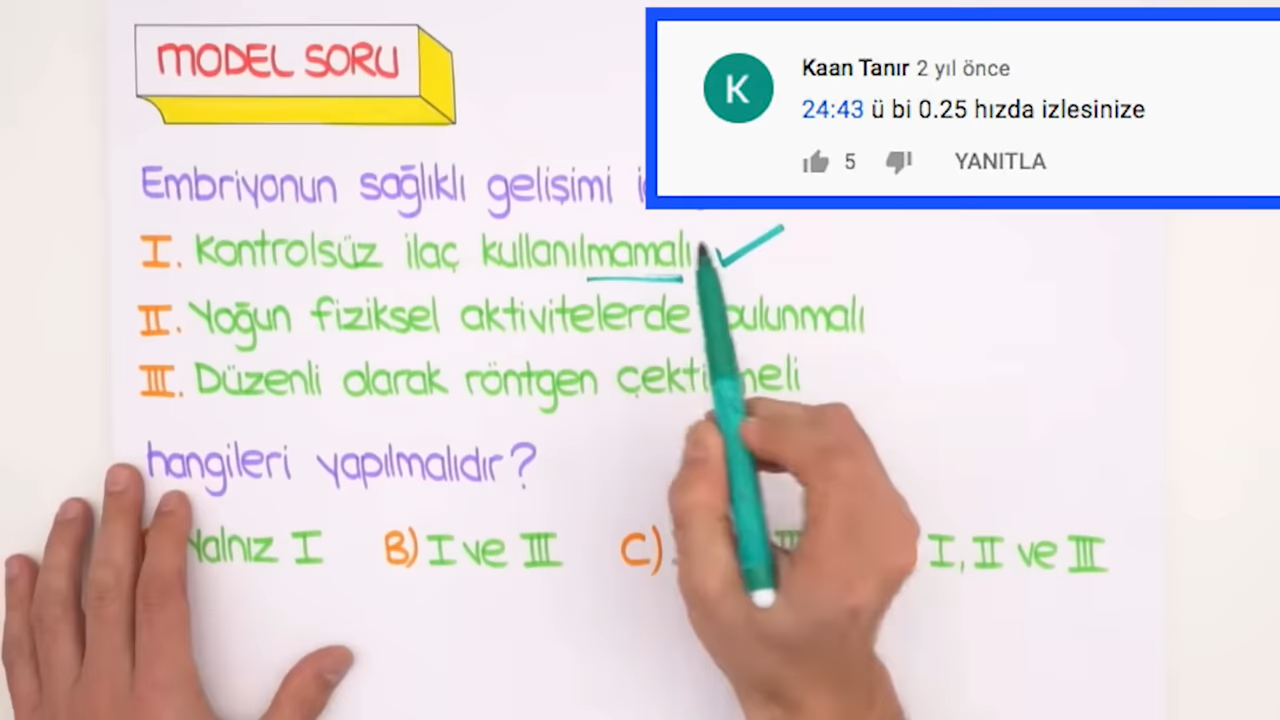 MODEL SORU
Kaan Tanır 2 yıl önce
24:43 ü bi 0.25 hızda izlesinize
5 YANITLA
Embriyonun sağlıklı gelişimi
I. Kontrolsüz ilaç kullanılmamalı
II. Yoğun fiziksel aktivitelerde bulunmalı
III. Düzenli olarak röntgen
hangileri yapılmalıdır?
Yalnız I B) I ve III C) I, II ve III
K